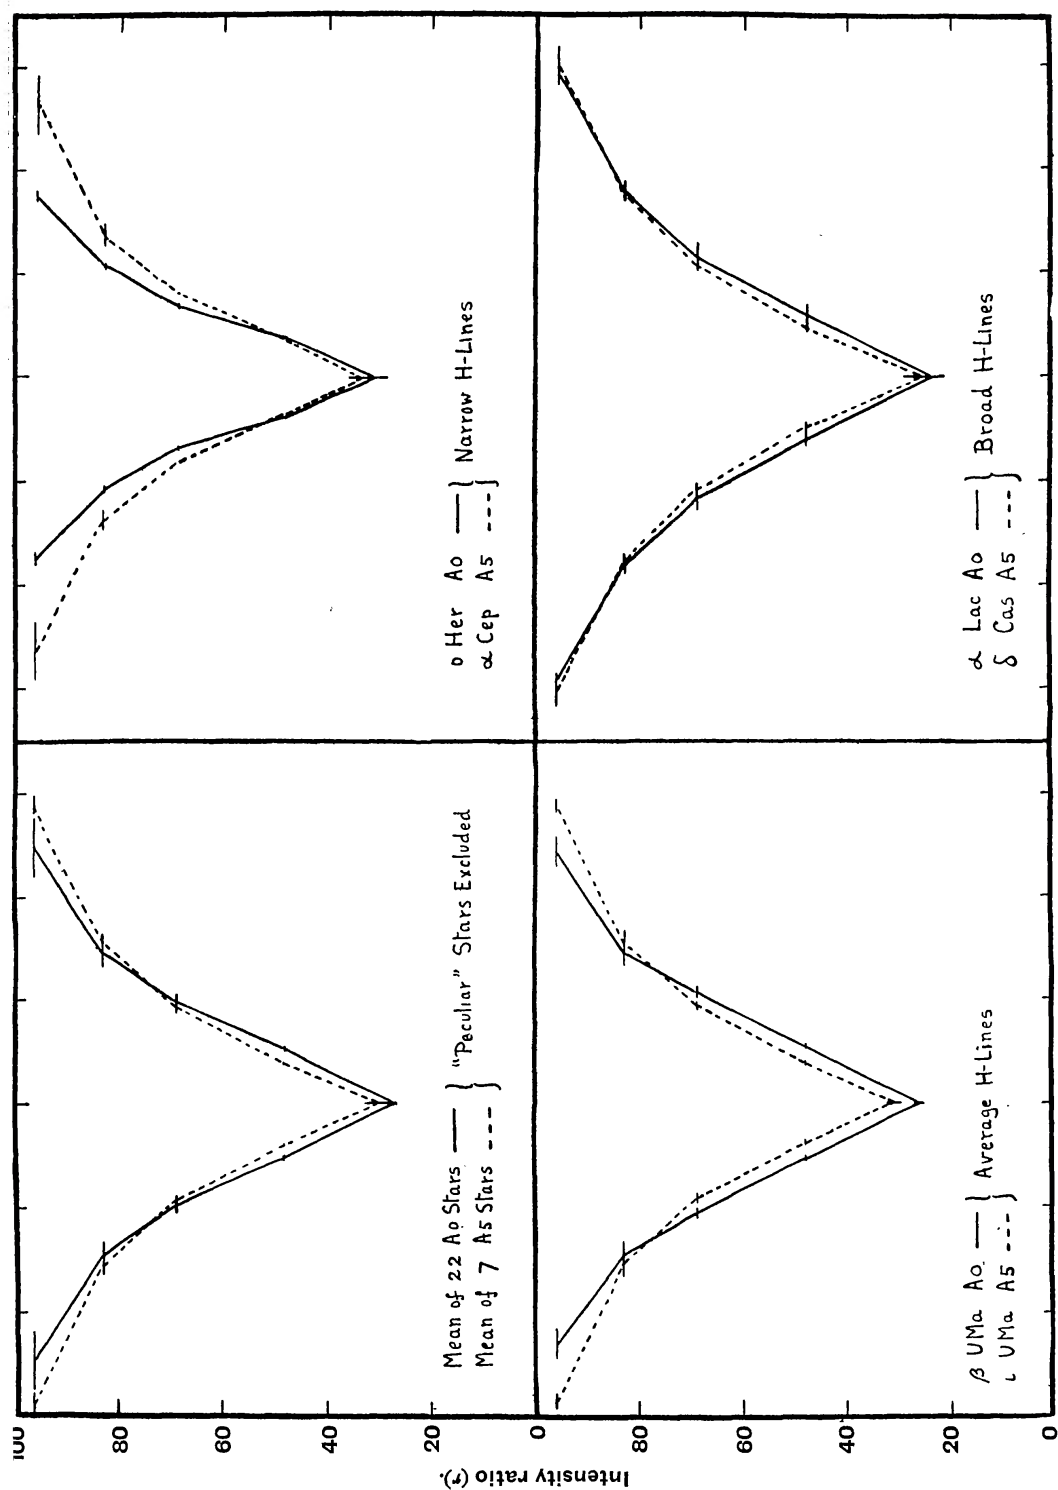 100
80
60
40
20
0
80
60
40
20
0
Intensity ratio (r).
Mean of 22 A0 Stars
Mean of 7 A5 Stars
"Peculiar" Stars Excluded
o Her A0
α Cep A5
Narrow H-Lines
β UMa A0
ι UMa A5
Average H-Lines
α Lac A0
δ Cas A5
Broad H-Lines